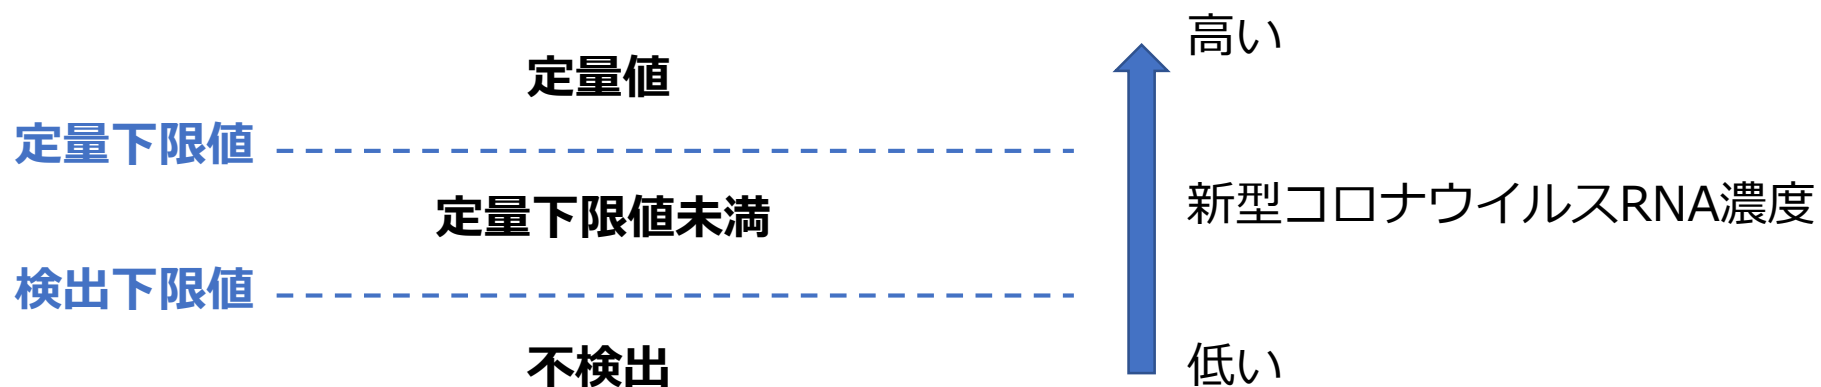 高い
定量値
定量下限値
新型コロナウイルスRNA濃度
定量下限値未満
検出下限値
不検出
低い